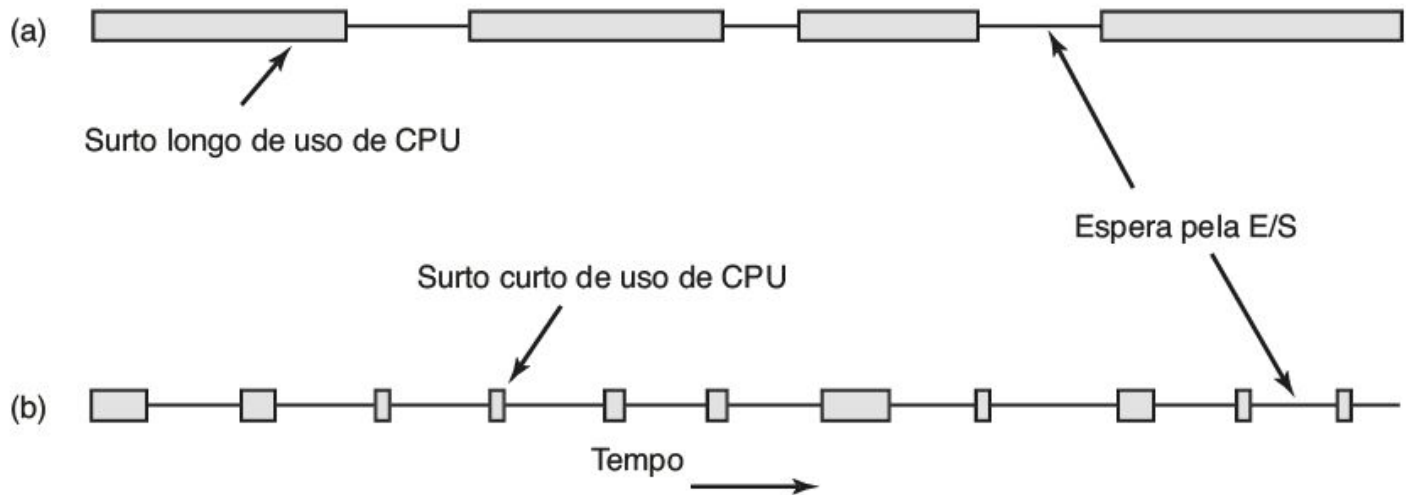 (a)
Surto longo de uso de CPU
Espera pela E/S
Surto curto de uso de CPU
(b)
Tempo